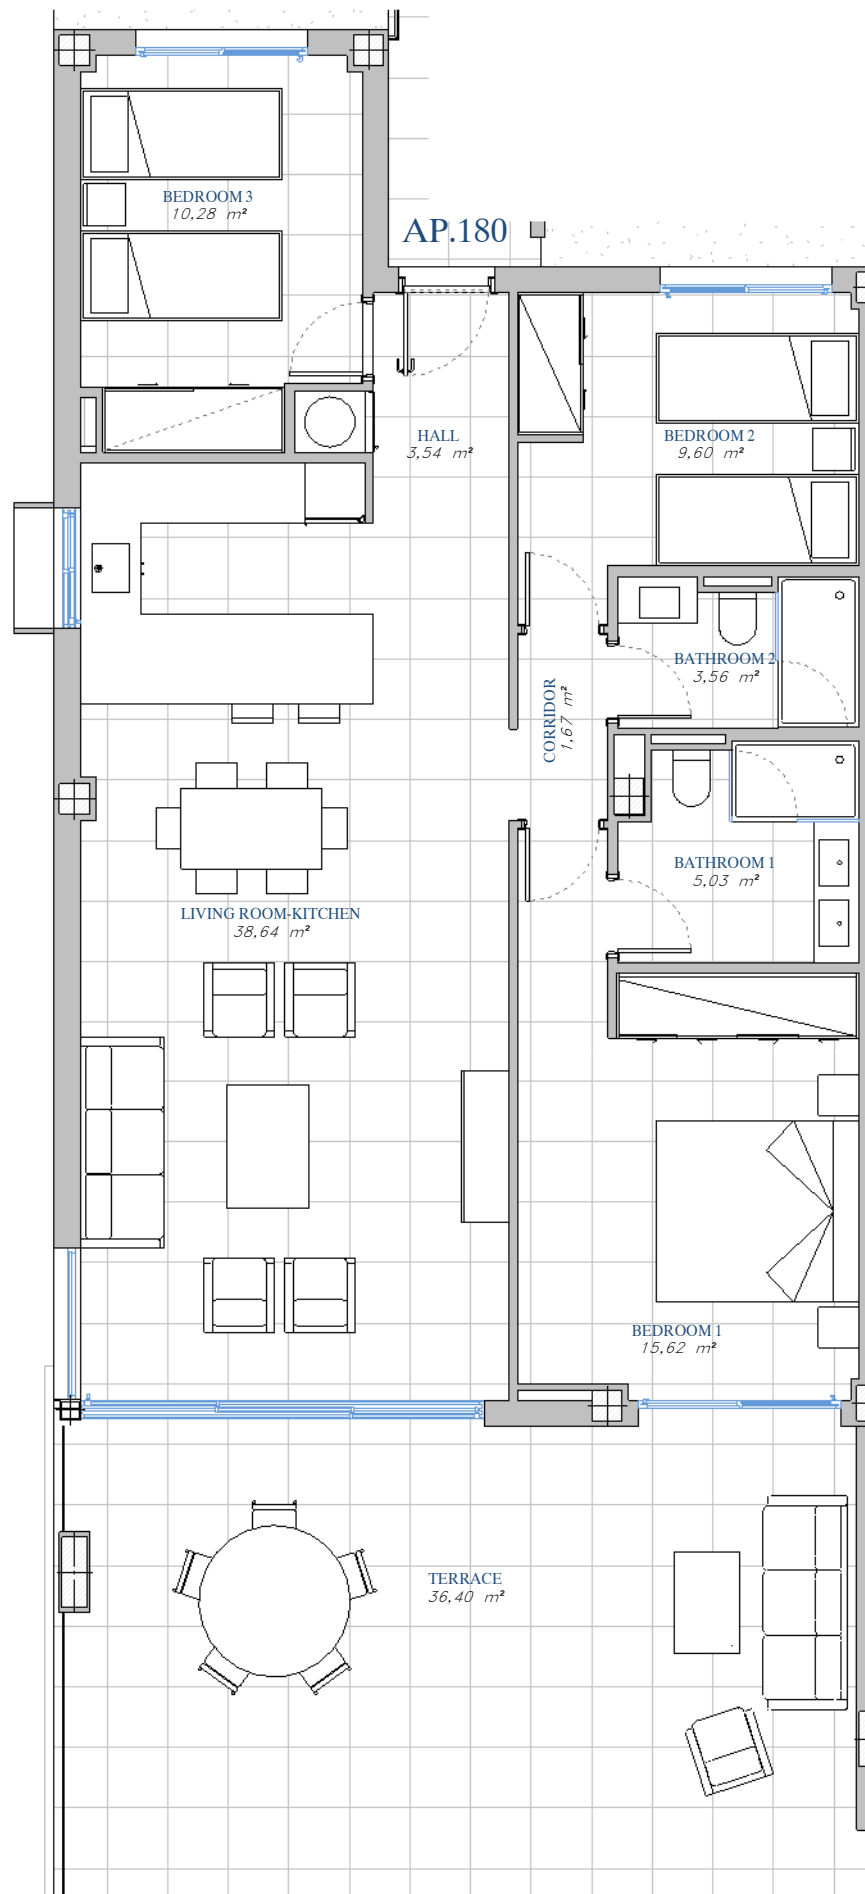 BEDROOM 3
10,28 m²
AP.180
HALL
3,54 m²
BEDROOM 2
9,60 m²
BATHROOM 2
3,56 m²
CORRIDOR
1,67 m²
BATHROOM 1
5,03 m²
LIVING ROOM-KITCHEN
38,64 m²
BEDROOM 1
15,62 m²
TERRACE
36,40 m²